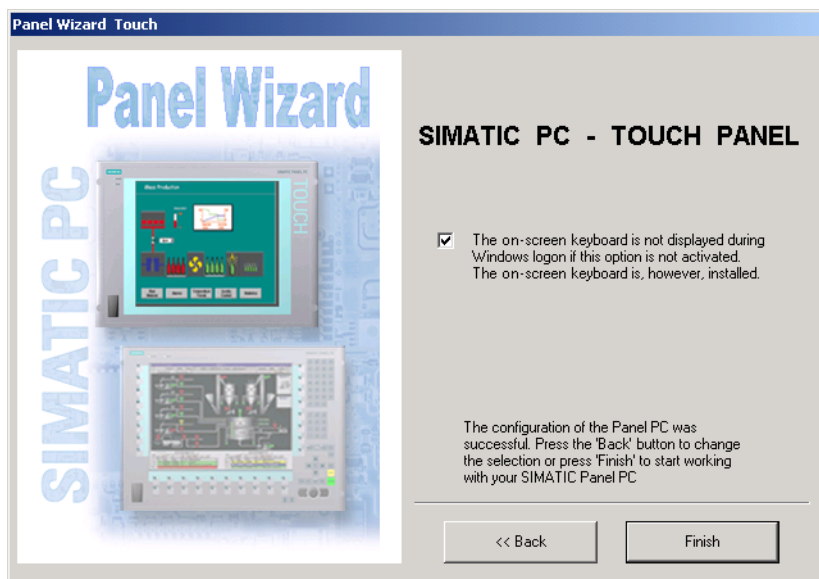 Panel Wizard Touch
Panel Wizard
SIMATIC PC
TOUCH
SIMATIC PC - TOUCH PANEL
The on-screen keyboard is not displayed during
Windows logon if this option is not activated.
The on-screen keyboard is, however, installed.
The configuration of the Panel PC was
successful. Press the 'Back' button to change
the selection or press 'Finish' to start working
with your SIMATIC Panel PC
<< Back
Finish